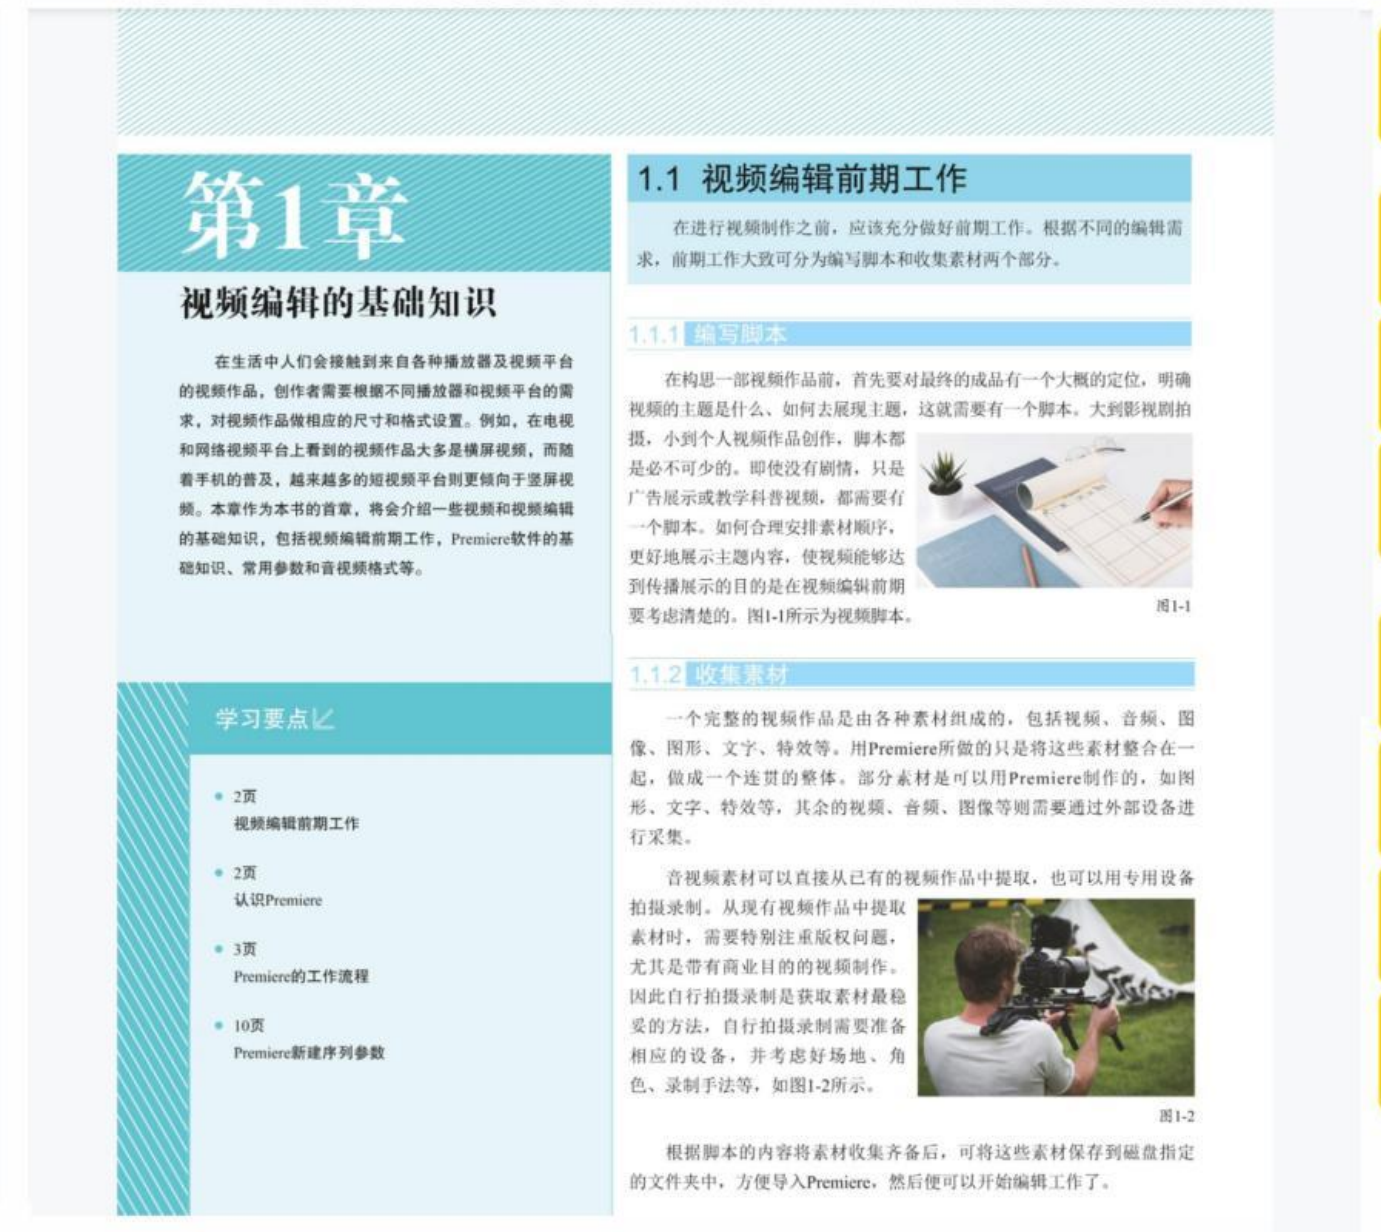 第1章
视频编辑的基础知识
在生活中人们会接触到来自各种播放器及视频平台
的视频作品，创作者需要根据不同播放器和视频平台的需
求，对视频作品做相应的尺寸和格式设置。例如，在电视
和网络视频平台上看到的视频作品大多是横屏视频，而随
着手机的普及，越来越多的短视频平台则更倾向于竖屏视
频。本章作为本书的首章，将会介绍一些视频和视频编辑
的基础知识，包括视频编辑前期工作，Premiere软件的基
础知识、常用参数和音视频格式等。
学习要点
2页
视频编辑前期工作
2页
认识Premiere
3页
Premiere的工作流程
10页
Premiere新建序列参数
1.1 视频编辑前期工作
在进行视频制作之前，应该充分做好前期工作。根据不同的编辑需
求，前期工作大致可分为编写脚本和收集素材两个部分。
1.1.1 编写脚本
在构思一部视频作品前，首先要对最终的成品有一个大概的定位，明确
视频的主题是什么、如何去展现主题，这就需要有一个脚本。大到影视剧拍
摄，小到个人视频作品创作，脚本都
是必不可少的。即使没有剧情，只是
广告展示或教学科普视频，都需要有
一个脚本。如何合理安排素材顺序，
更好地展示主题内容，使视频能够达
到传播展示的目的是在视频编辑前期
要考虑清楚的。图1-1所示为视频脚本。
图1-1
1.1.2 收集素材
一个完整的视频作品是由各种素材组成的，包括视频、音频、图
像、图形、文字、特效等。用Premiere所做的只是将这些素材整合在一
起，做成一个连贯的整体。部分素材是可以用Premiere制作的，如图
形、文字、特效等，其余的视频、音频、图像等则需要通过外部设备进
行采集。
音视频素材可以直接从已有的视频作品中提取，也可以用专用设备
拍摄录制。从现有视频作品中提取
素材时，需要特别注重版权问题，
尤其是带有商业目的的视频制作。
因此自行拍摄录制是获取素材最稳
妥的方法，自行拍摄录制需要准备
相应的设备，并考虑好场地、角
色、录制手法等，如图1-2所示。
图1-2
根据脚本的内容将素材收集齐备后，可将这些素材保存到磁盘指定
的文件夹中，方便导入Premiere，然后便可以开始编辑工作了。